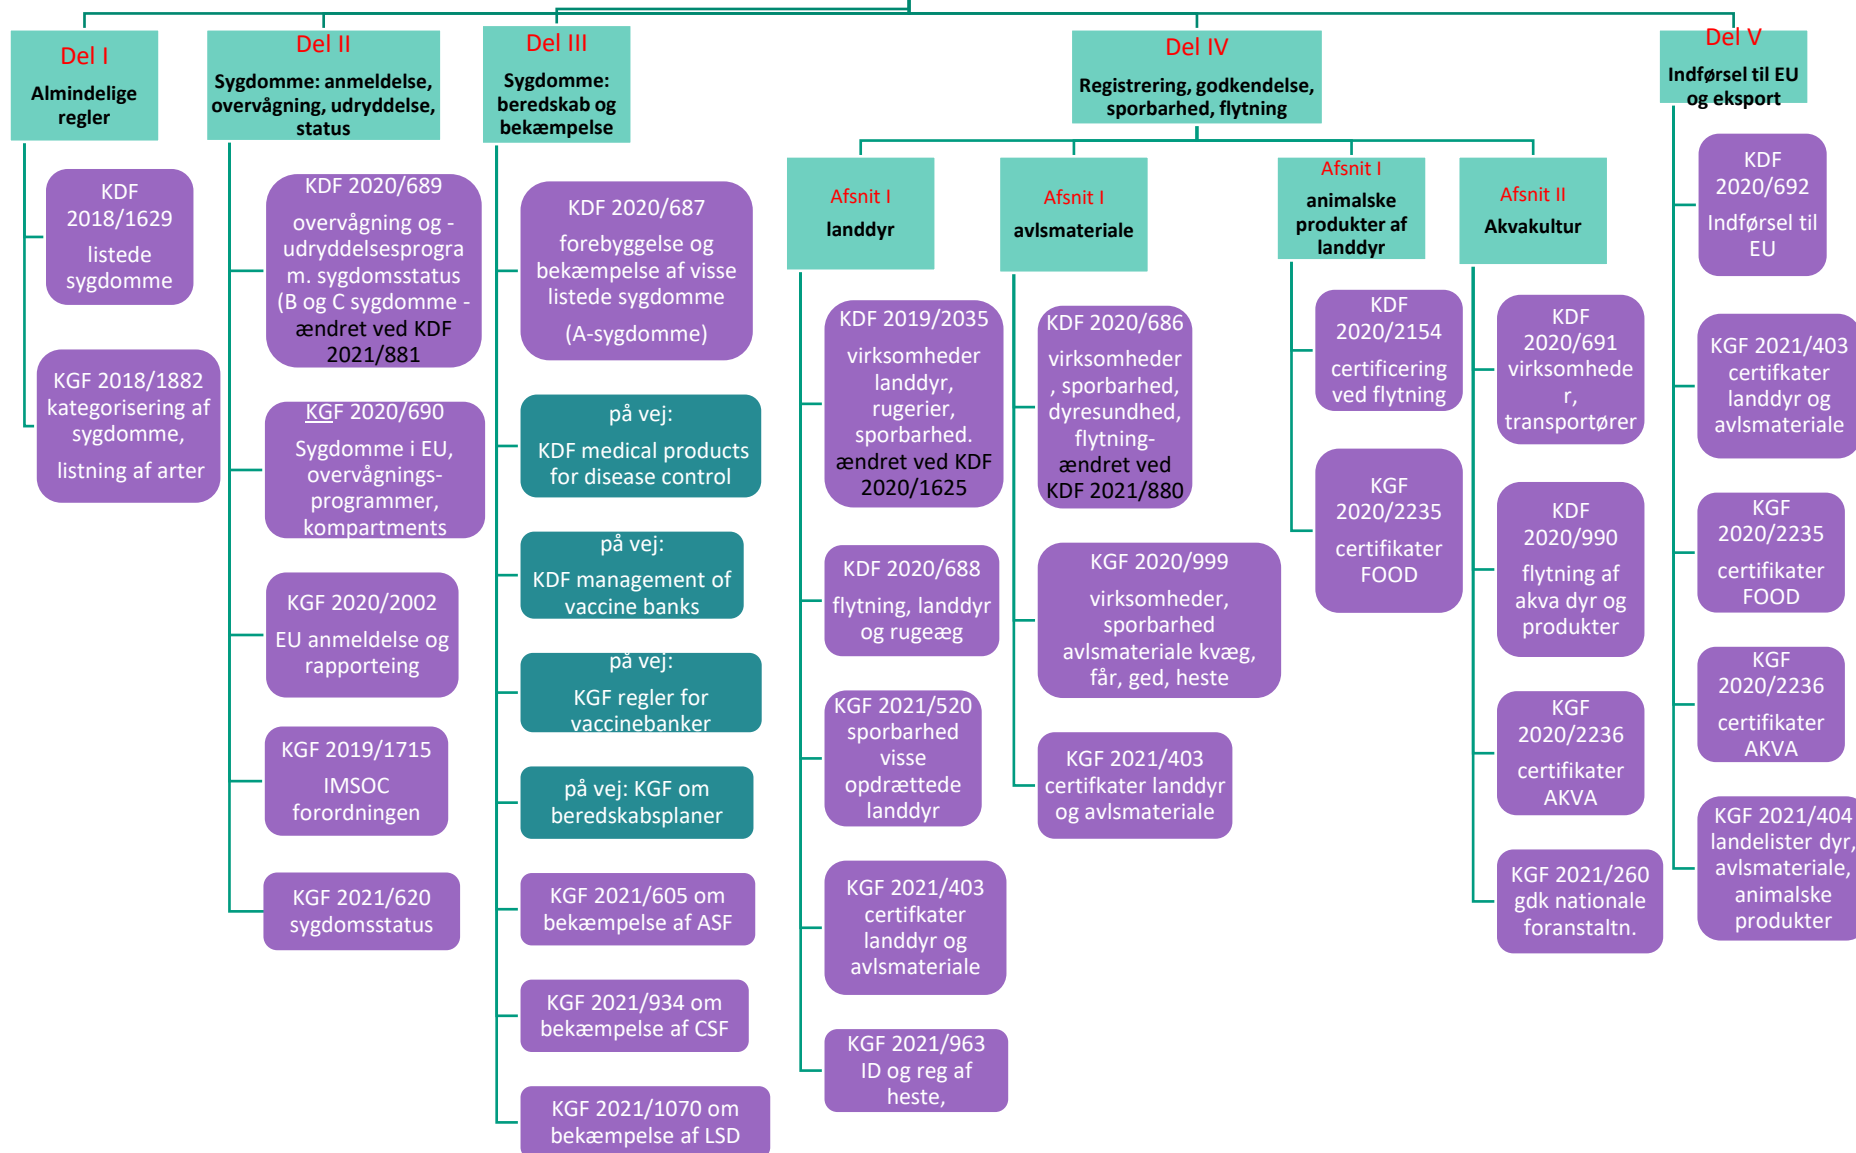 Del I
Almindelige
regler
KDF
2018/1629
listede
sygdomme
KGF 2018/1882
kategorisering af
sygdomme,
listning af arter
Del II
Sygdomme: anmeldelse,
overvågning, udryddelse,
status
KDF 2020/689
overvågning og -
udryddelsesprogra
m. sygdomsstatus
(B og C sygdomme -
ændret ved KDF
2021/881
KGF 2020/690
Sygdomme i EU,
overvågnings-
programmer,
kompartments
KGF 2020/2002
EU anmeldelse og
rapporteing
KGF 2019/1715
IMSOC
forordningen
KGF 2021/620
sygdomsstatus
Del III
Sygdomme:
beredskab og
bekæmpelse
KDF 2020/687
forebyggelse og
bekæmpelse af visse
listede sygdomme
(A-sygdomme)
på vej:
KDF medical products
for disease control
på vej:
KDF management of
vaccine banks
på vej:
KGF regler for
vaccinebanker
på vej: KGF om
beredskabsplaner
KGF 2021/605 om
bekæmpelse af ASF
KGF 2021/934 om
bekæmpelse af CSF
KGF 2021/1070 om
bekæmpelse af LSD
Del IV
Registrering, godkendelse,
sporbarhed, flytning
Afsnit I
landdyr
KDF 2019/2035
virksomheder
landdyr,
rugerier,
sporbarhed.
ændret ved KDF
2020/1625
KDF 2020/688
flytning, landdyr
og rugeæg
KGF 2021/520
sporbarhed
visse
opdrættede
landdyr
KGF 2021/403
certifkater
landdyr og
avlsmateriale
KGF 2021/963
ID og reg af
heste,
Afsnit I
avlsmateriale
KDF 2020/686
virksomheder
, sporbarhed,
dyresundhed,
flytning-
ændret ved
KDF 2021/880
KGF 2020/999
virksomheder,
sporbarhed
avlsmateriale kvæg,
får, ged, heste
KGF 2021/403
certifkater landdyr
og avlsmateriale
Afsnit I
animalske
produkter af
landdyr
KDF
2020/2154
certificering
ved flytning
KGF
2020/2235
certifikater
FOOD
Afsnit II
Akvakultur
KDF
2020/691
virksomhede
r,
transportører
KDF
2020/990
flytning af
akva dyr og
produkter
KGF
2020/2236
certifikater
AKVA
KGF 2021/260
gdk nationale
foranstaltn.
Del V
Indførsel til EU
og eksport
KDF
2020/692
Indførsel til
EU
KGF 2021/403
certifkater
landdyr og
avlsmateriale
KGF
2020/2235
certifikater
FOOD
KGF
2020/2236
certifikater
AKVA
KGF 2021/404
landelister dyr,
avlsmateriale,
animalske
produkter